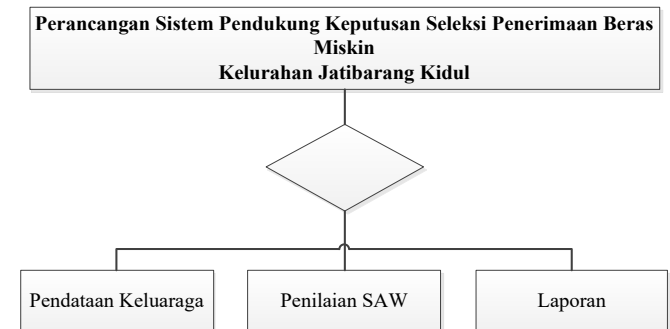 Perancangan Sistem Pendukung Keputusan Seleksi Penerimaan Beras
Miskin
Kelurahan Jatibarang Kidul
Pendataan Keluaraga
Penilaian SAW
Laporan